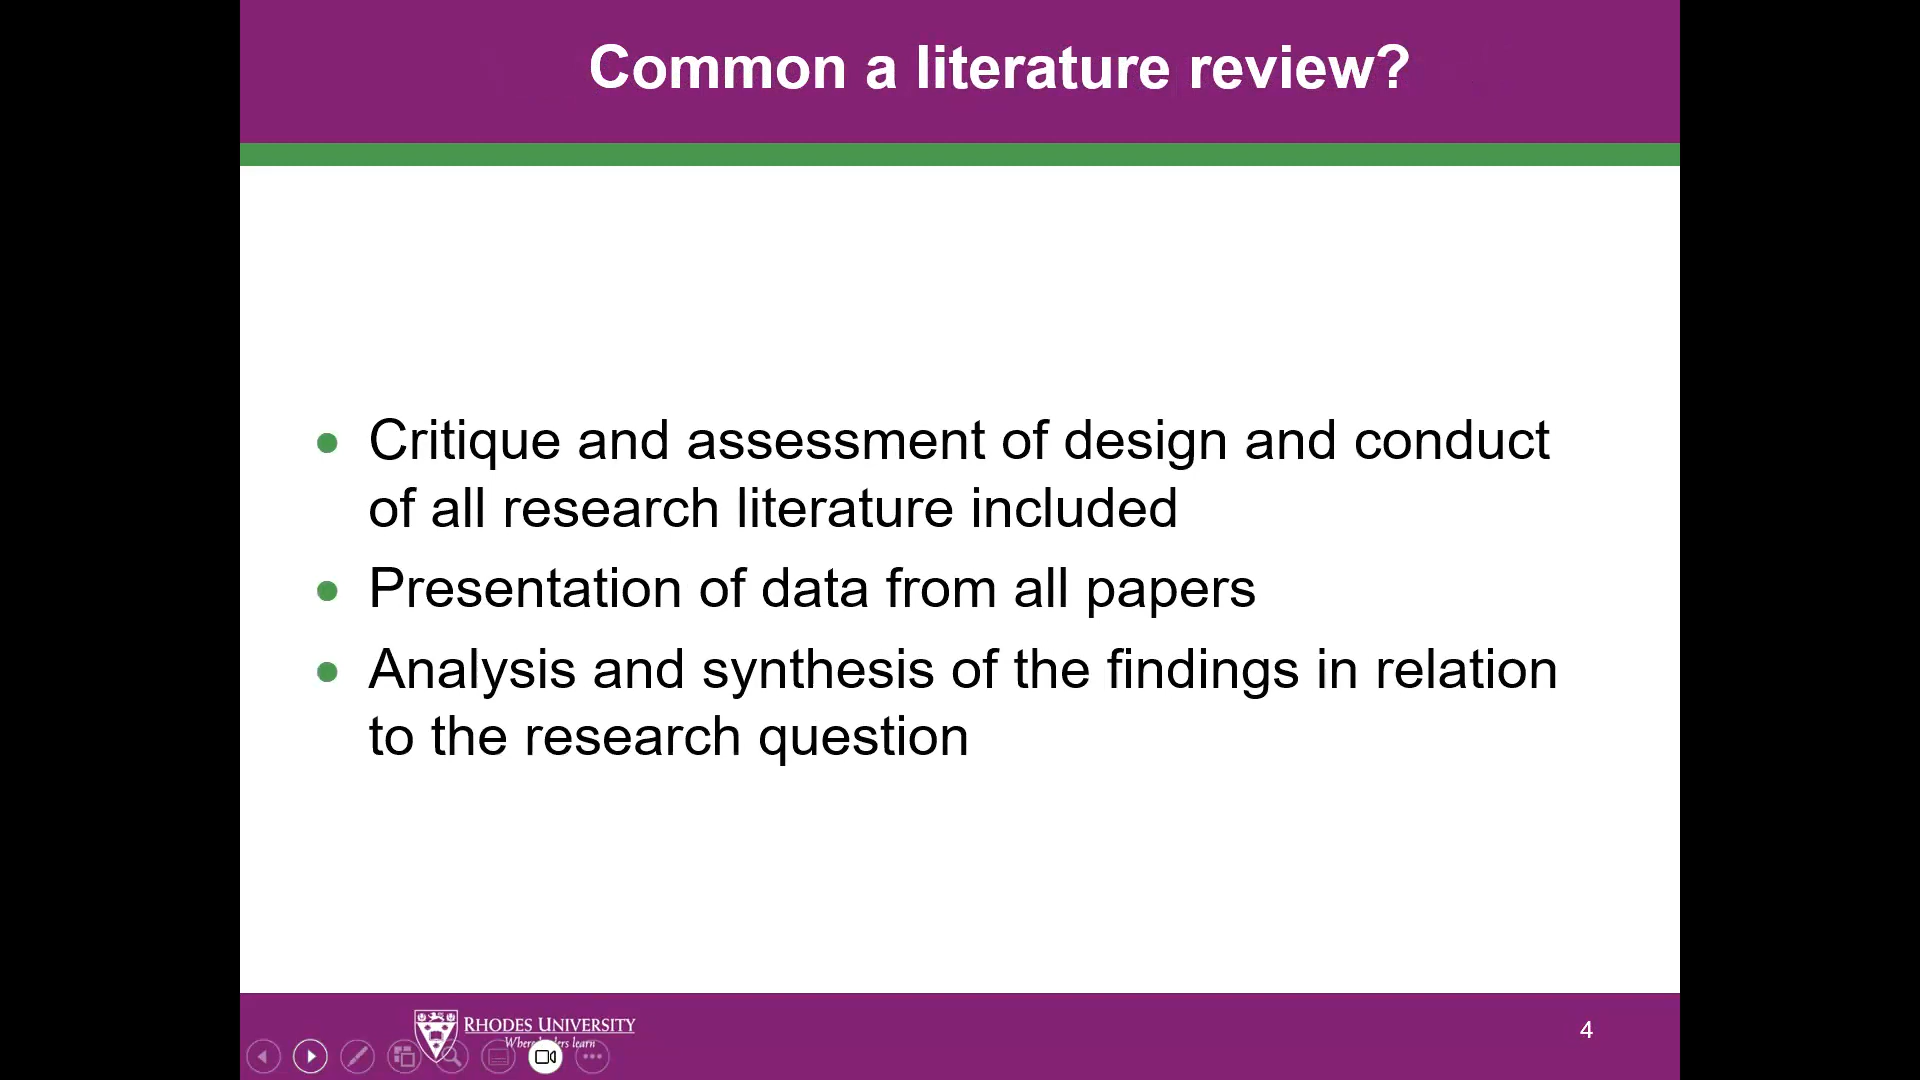 Common a literature review?
Critique and assessment of design and conduct
of all research literature included
Presentation of data from all papers
Analysis and synthesis of the findings in relation
to the research question
RHODES UNIVERSITY
learn
4